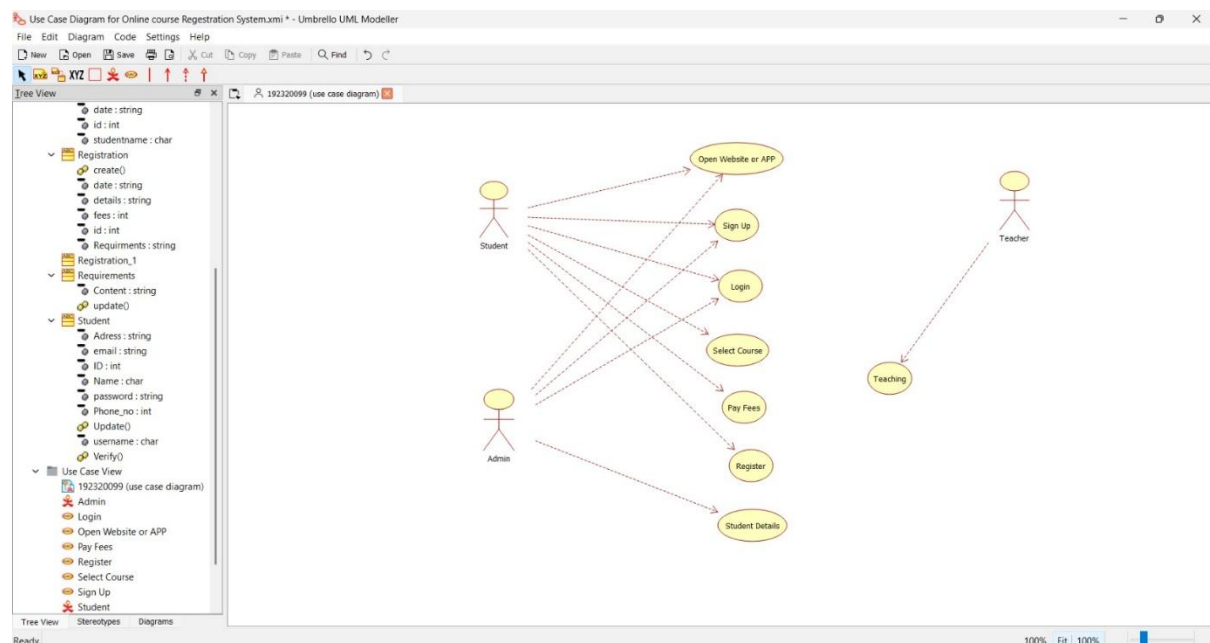 Use Case Diagram for Online course Regestration System.xmi * - Umbrello UML Modeller
File Edit Diagram Code Settings Help
New Open Save Cut Copy Paste Find
XYZ XYZ
Tree View
192320099 (use case diagram)
date : string
id : int
studentname : char
Registration
create()
date : string
details : string
fees : int
id : int
Requirments : string
Registration_1
Requirements
Content : string
update()
Student
Adress : string
email : string
ID : int
Name : char
password : string
Phone_no : int
Update()
username : char
Verify()
Use Case View
192320099 (use case diagram)
Admin
Login
Open Website or APP
Pay Fees
Register
Select Course
Sign Up
Student
Tree View Stereotypes Diagrams
Open Website or APP
Student
Sign Up
Teacher
Login
Select Course
Teaching
Pay Fees
Admin
Register
Student Details
Ready.
100% Fit 100%